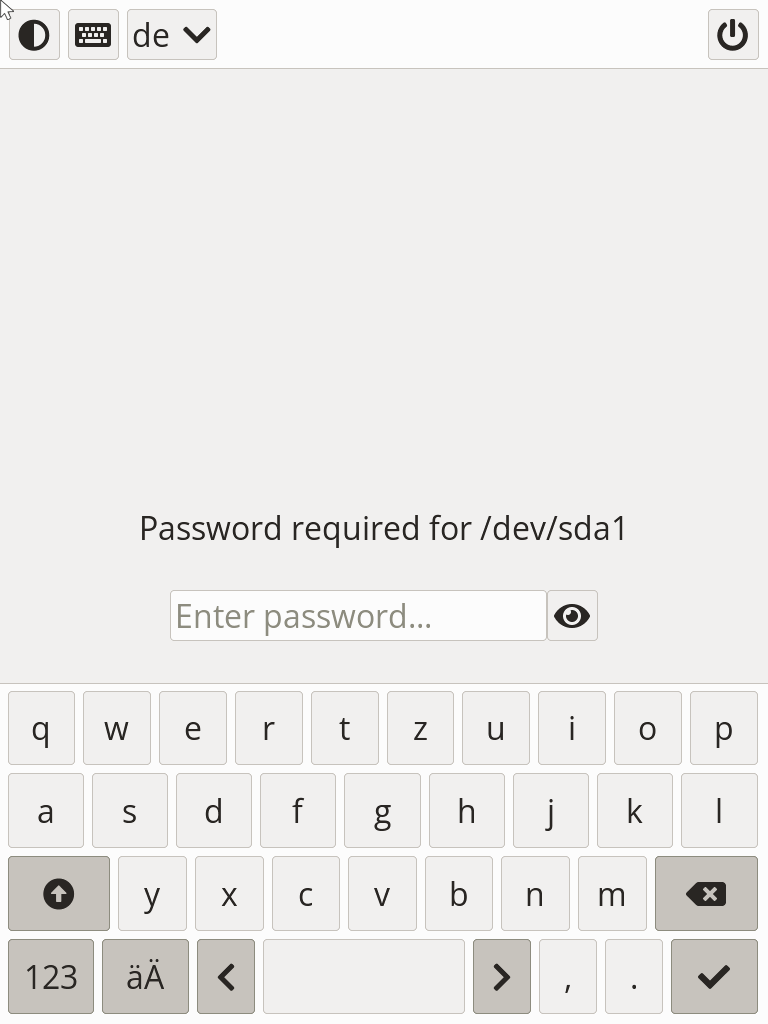 de
Password required for /dev/sda1
Enter password...
q w e r t z u i o p
a s d f g h j k l
y x c v b n m
123 äÄ , .